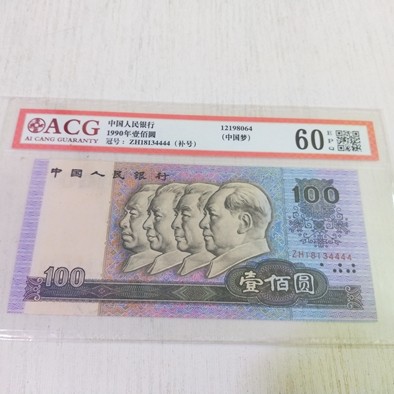 ACG
AI CANG GUARANTY
中国人民银行
1990年壹佰圆
冠号：ZH18134444（补号）
12198064
（中国梦）
60
EPQ
中国人民银行
100
ZH18134444
100
壹佰圆